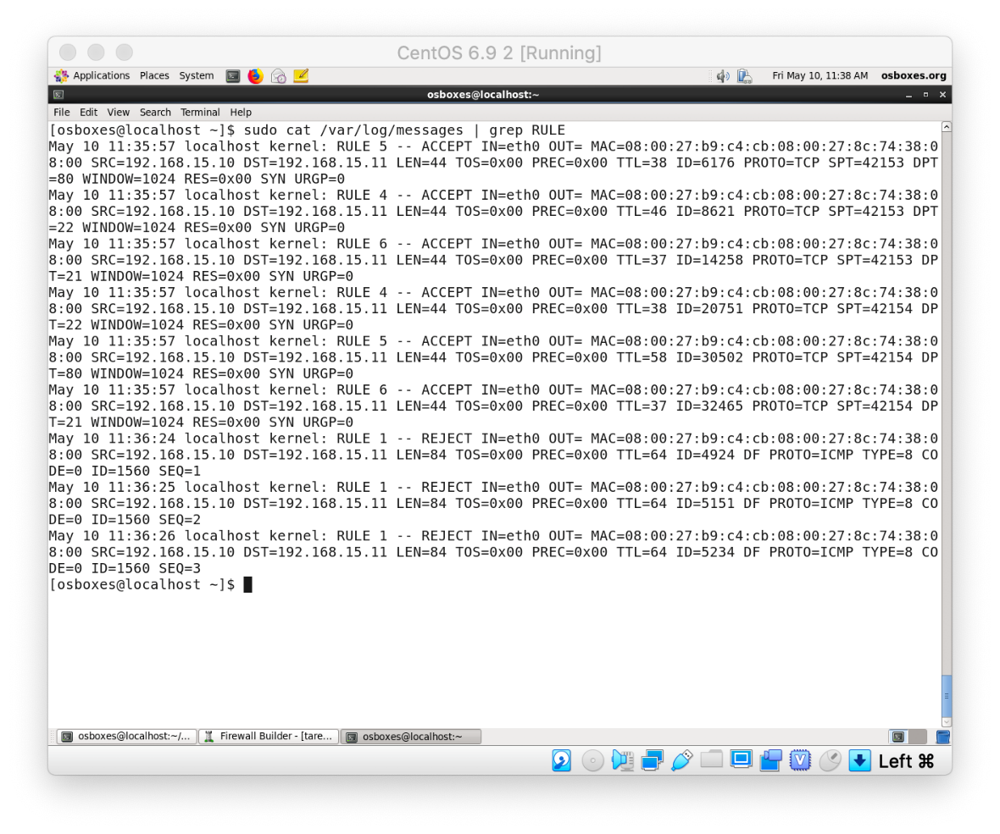 CentOS 6.9 2 [Running]
Applications Places System Fri May 10, 11:38 AM osboxes.org
osboxes@localhost:~
File Edit View Search Terminal Help
[osboxes@localhost ~]$ sudo cat /var/log/messages | grep RULE
May 10 11:35:57 localhost kernel: RULE 5 -- ACCEPT IN=eth0 OUT= MAC=08:00:27:b9:c4:cb:08:00:27:8c:74:38:0
8:00 SRC=192.168.15.10 DST=192.168.15.11 LEN=44 TOS=0x00 PREC=0x00 TTL=38 ID=6176 PROTO=TCP SPT=42153 DPT
=80 WINDOW=1024 RES=0x00 SYN URGP=0
May 10 11:35:57 localhost kernel: RULE 4 -- ACCEPT IN=eth0 OUT= MAC=08:00:27:b9:c4:cb:08:00:27:8c:74:38:0
8:00 SRC=192.168.15.10 DST=192.168.15.11 LEN=44 TOS=0x00 PREC=0x00 TTL=46 ID=8621 PROTO=TCP SPT=42153 DPT
=22 WINDOW=1024 RES=0x00 SYN URGP=0
May 10 11:35:57 localhost kernel: RULE 6 -- ACCEPT IN=eth0 OUT= MAC=08:00:27:b9:c4:cb:08:00:27:8c:74:38:0
8:00 SRC=192.168.15.10 DST=192.168.15.11 LEN=44 TOS=0x00 PREC=0x00 TTL=37 ID=14258 PROTO=TCP SPT=42153 DP
T=21 WINDOW=1024 RES=0x00 SYN URGP=0
May 10 11:35:57 localhost kernel: RULE 4 -- ACCEPT IN=eth0 OUT= MAC=08:00:27:b9:c4:cb:08:00:27:8c:74:38:0
8:00 SRC=192.168.15.10 DST=192.168.15.11 LEN=44 TOS=0x00 PREC=0x00 TTL=38 ID=20751 PROTO=TCP SPT=42154 DP
T=22 WINDOW=1024 RES=0x00 SYN URGP=0
May 10 11:35:57 localhost kernel: RULE 5 -- ACCEPT IN=eth0 OUT= MAC=08:00:27:b9:c4:cb:08:00:27:8c:74:38:0
8:00 SRC=192.168.15.10 DST=192.168.15.11 LEN=44 TOS=0x00 PREC=0x00 TTL=58 ID=30502 PROTO=TCP SPT=42154 DP
T=80 WINDOW=1024 RES=0x00 SYN URGP=0
May 10 11:35:57 localhost kernel: RULE 6 -- ACCEPT IN=eth0 OUT= MAC=08:00:27:b9:c4:cb:08:00:27:8c:74:38:0
8:00 SRC=192.168.15.10 DST=192.168.15.11 LEN=44 TOS=0x00 PREC=0x00 TTL=37 ID=32465 PROTO=TCP SPT=42154 DP
T=21 WINDOW=1024 RES=0x00 SYN URGP=0
May 10 11:36:24 localhost kernel: RULE 1 -- REJECT IN=eth0 OUT= MAC=08:00:27:b9:c4:cb:08:00:27:8c:74:38:0
8:00 SRC=192.168.15.10 DST=192.168.15.11 LEN=84 TOS=0x00 PREC=0x00 TTL=64 ID=4924 DF PROTO=ICMP TYPE=8 CO
DE=0 ID=1560 SEQ=1
May 10 11:36:25 localhost kernel: RULE 1 -- REJECT IN=eth0 OUT= MAC=08:00:27:b9:c4:cb:08:00:27:8c:74:38:0
8:00 SRC=192.168.15.10 DST=192.168.15.11 LEN=84 TOS=0x00 PREC=0x00 TTL=64 ID=5151 DF PROTO=ICMP TYPE=8 CO
DE=0 ID=1560 SEQ=2
May 10 11:36:26 localhost kernel: RULE 1 -- REJECT IN=eth0 OUT= MAC=08:00:27:b9:c4:cb:08:00:27:8c:74:38:0
8:00 SRC=192.168.15.10 DST=192.168.15.11 LEN=84 TOS=0x00 PREC=0x00 TTL=64 ID=5234 DF PROTO=ICMP TYPE=8 CO
DE=0 ID=1560 SEQ=3
[osboxes@localhost ~]$
osboxes@localhost:~/... Firewall Builder - [tare... osboxes@localhost:~
Left ⌘